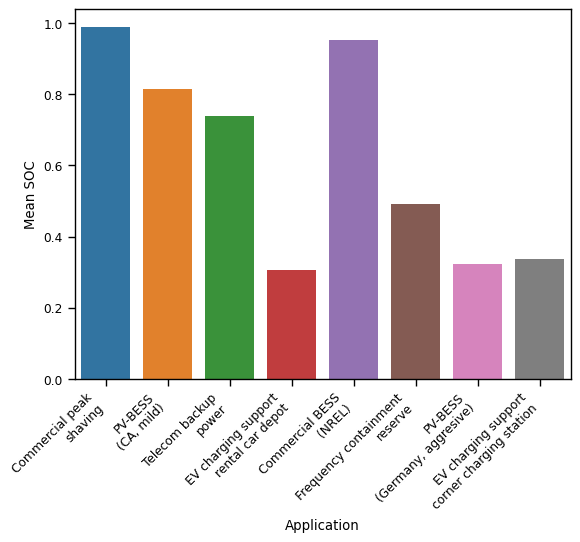 1.0
0.8
0.6
0.4
0.2
0.0
Mean SOC
Commercial peak
shaving
PV-BESS
(CA, mild)
Telecom backup
power
EV charging support
rental car depot
Commercial BESS
(NREL)
Frequency containment
reserve
PV-BESS
(Germany, aggresive)
EV charging support
corner charging station
Application